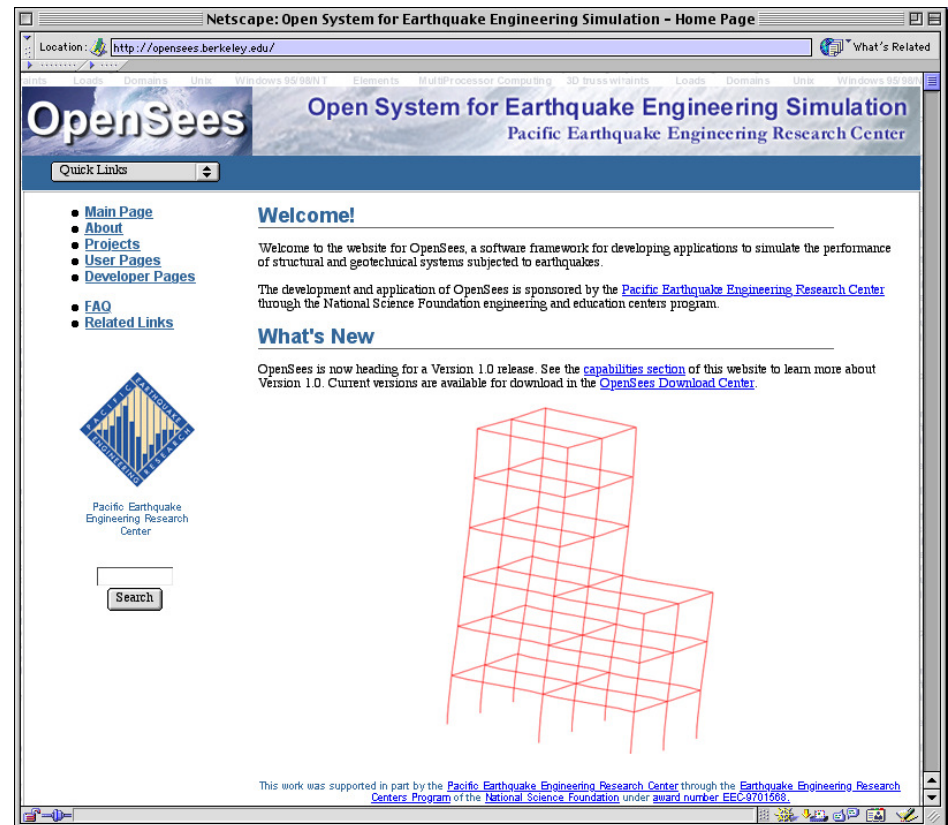 Netscape: Open System for Earthquake Engineering Simulation - Home Page
Location: http://opensees.berkeley.edu/ What's Related
aints Loads Domains Unix Windows 95/98/NT Elements MultiProcessor Computing 3D truss w/raints Loads Domains Unix Windows 95/98/N
OpenSees
Open System for Earthquake Engineering Simulation
Pacific Earthquake Engineering Research Center
Quick Links
Main Page
About
Projects
User Pages
Developer Pages
FAQ
Related Links
PACIFIC EARTHQUAKE ENGINEERING RESEARCH
Pacific Earthquake
Engineering Research
Center
Search
Welcome!
Welcome to the website for OpenSees, a software framework for developing applications to simulate the performance
of structural and geotechnical systems subjected to earthquakes.
The development and application of OpenSees is sponsored by the Pacific Earthquake Engineering Research Center
through the National Science Foundation engineering and education centers program.
What's New
OpenSees is now heading for a Version 1.0 release. See the capabilities section of this website to learn more about
Version 1.0. Current versions are available for download in the OpenSees Download Center.
This work was supported in part by the Pacific Earthquake Engineering Research Center through the Earthquake Engineering Research
Centers Program of the National Science Foundation under award number EEC-9701568.